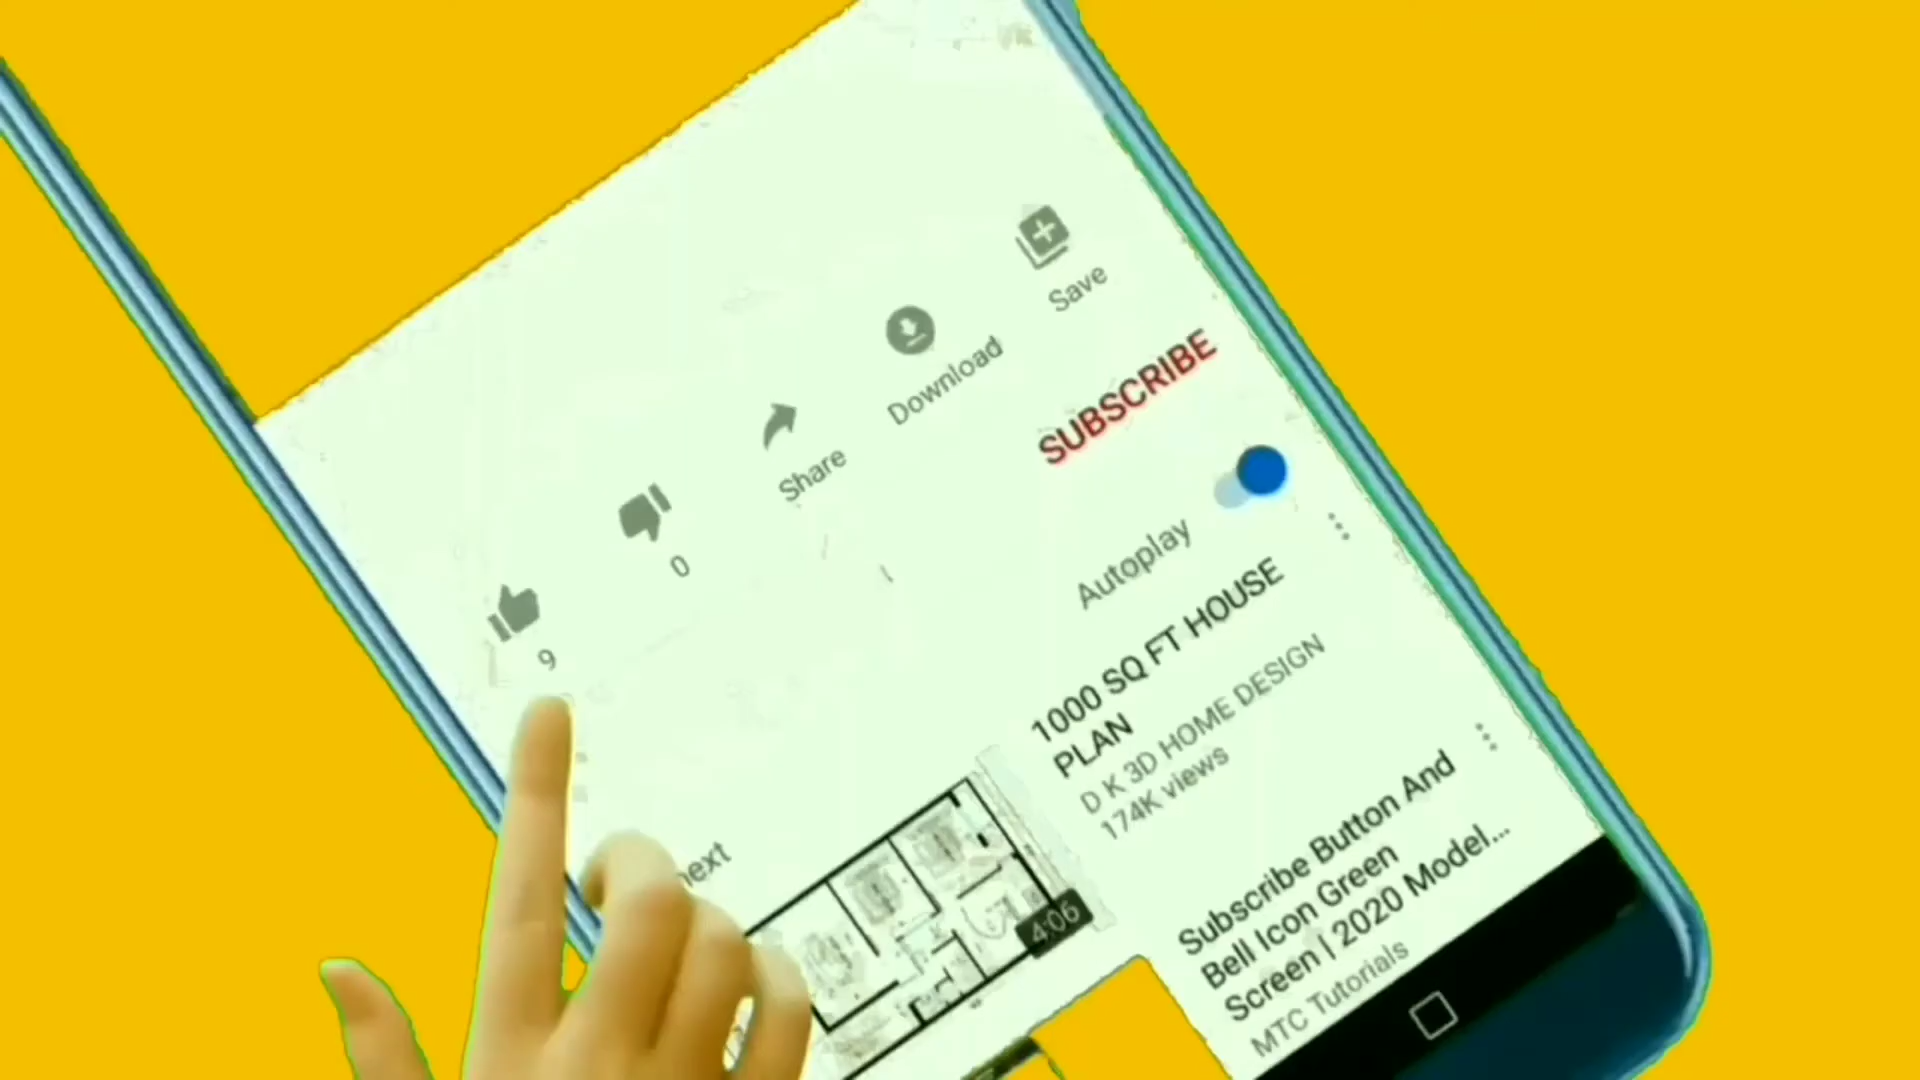 Save
Download
Share
0
9
SUBSCRIBE
Autoplay
next
4:06
1000 SQ FT HOUSE
PLAN
D K 3D HOME DESIGN
174K views
Subscribe Button And
Bell Icon Green
Screen | 2020 Model...
MTC Tutorials